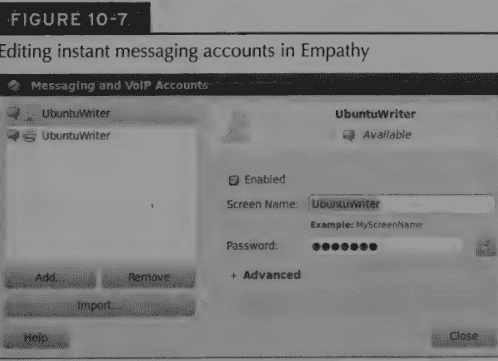 FIGURE 10-7
Editing instant messaging accounts in Empathy
Messaging and VoIP Accounts
UbuntuWriter
UbuntuWriter
UbuntuWriter
Available
Enabled
Screen Name: UbuntuWriter
Example: MyScreenName
Password: ●●●●●●●
+ Advanced
Add...
Remove
Import...
Help
Close